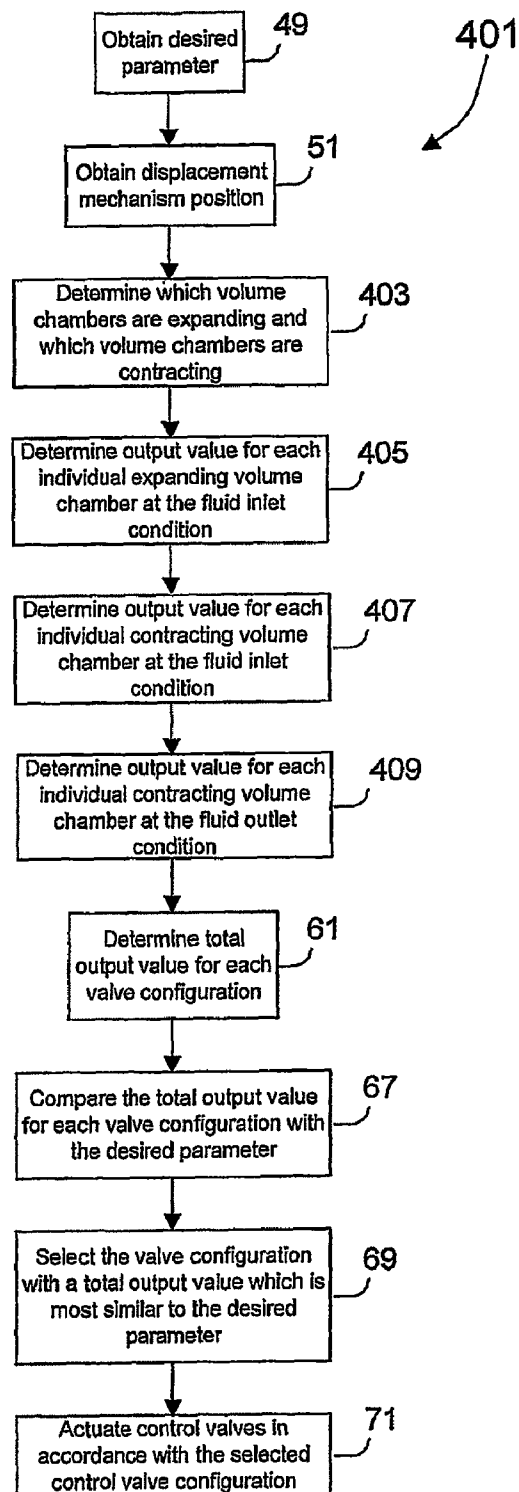 401
Obtain desired
parameter
49
Obtain displacement
mechanism position
51
Determine which volume
chambers are expanding and
which volume chambers are
contracting
403
Determine output value for each
individual expanding volume
chamber at the fluid inlet
condition
405
Determine output value for each
individual contracting volume
chamber at the fluid inlet
condition
407
Determine output value for each
individual contracting volume
chamber at the fluid outlet
condition
409
Determine total
output value for each
valve configuration
61
Compare the total output value
for each valve configuration with
the desired parameter
67
Select the valve configuration
with a total output value which is
most similar to the desired
parameter
69
Actuate control valves in
accordance with the selected
control valve configuration
71